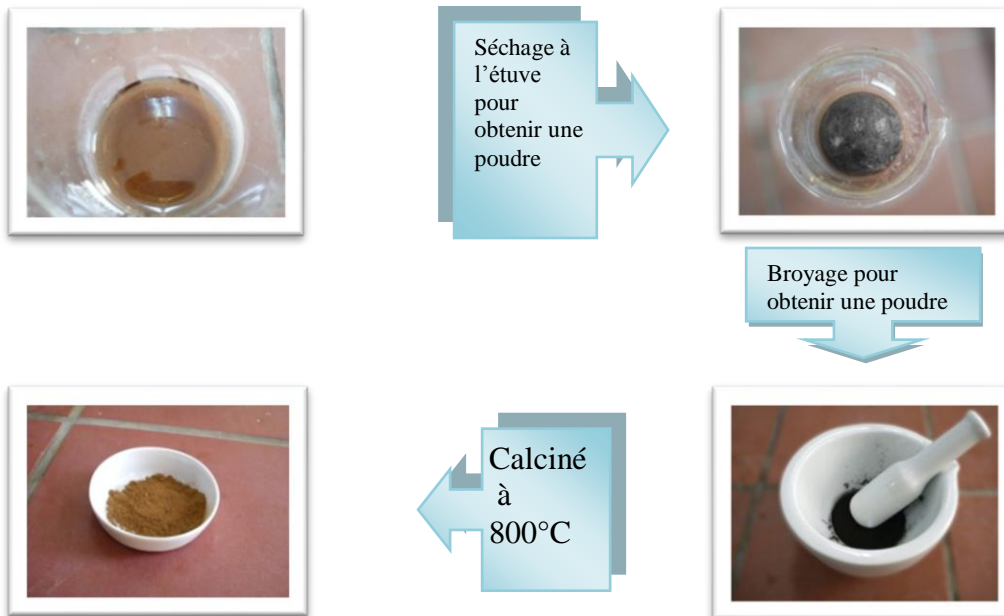 Séchage à
l'étuve
pour
obtenir une
poudre
Broyage pour
obtenir une poudre
Calciné
à
800°C